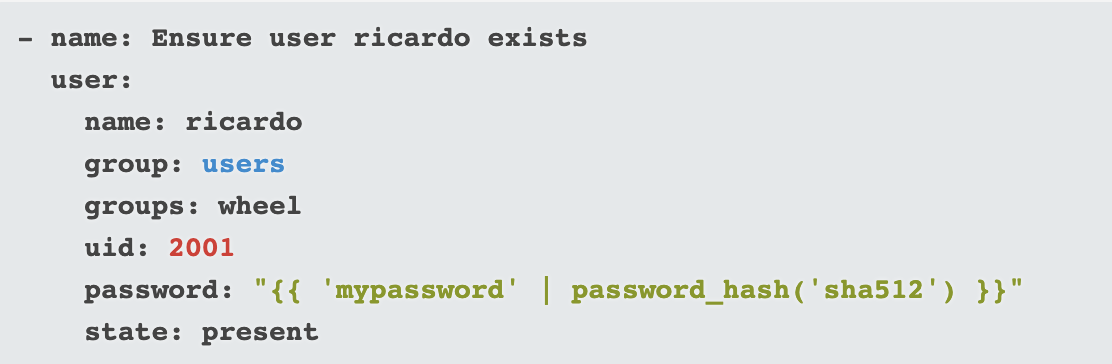 - name: Ensure user ricardo exists
  user:
    name: ricardo
    group: users
    groups: wheel
    uid: 2001
    password: "{{ 'mypassword' | password_hash('sha512') }}"
    state: present